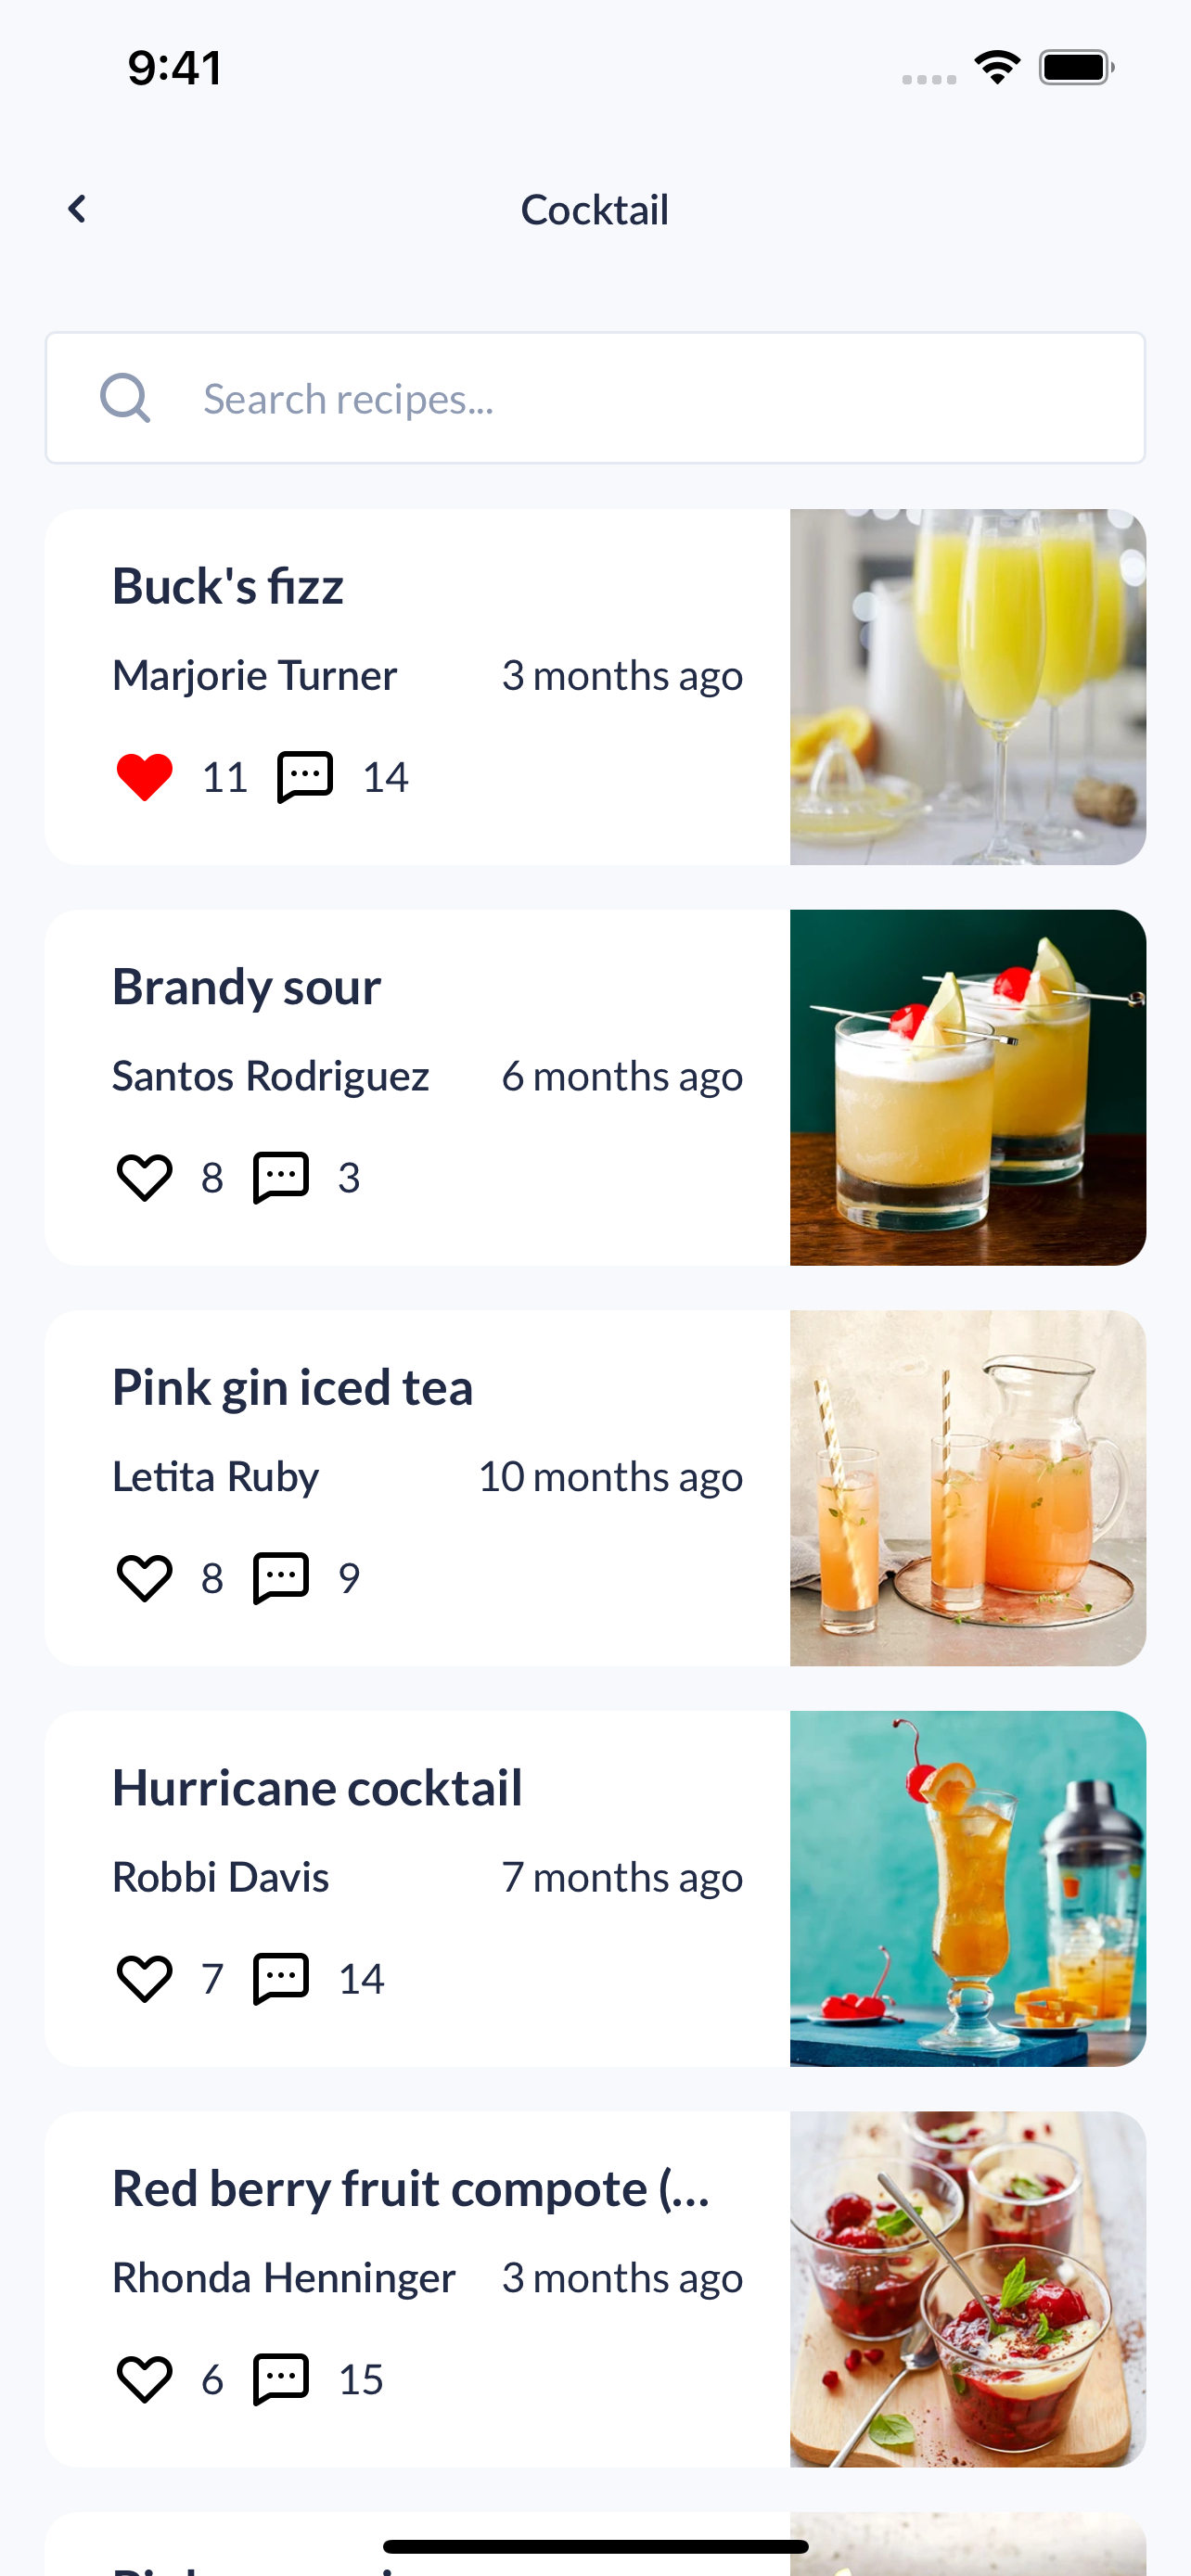 9:41
Cocktail
Search recipes...
Buck's fizz
Marjorie Turner 3 months ago
11 14
Brandy sour
Santos Rodriguez 6 months ago
8 3
Pink gin iced tea
Letita Ruby 10 months ago
8 9
Hurricane cocktail
Robbi Davis 7 months ago
7 14
Red berry fruit compote (...
Rhonda Henninger 3 months ago
6 15